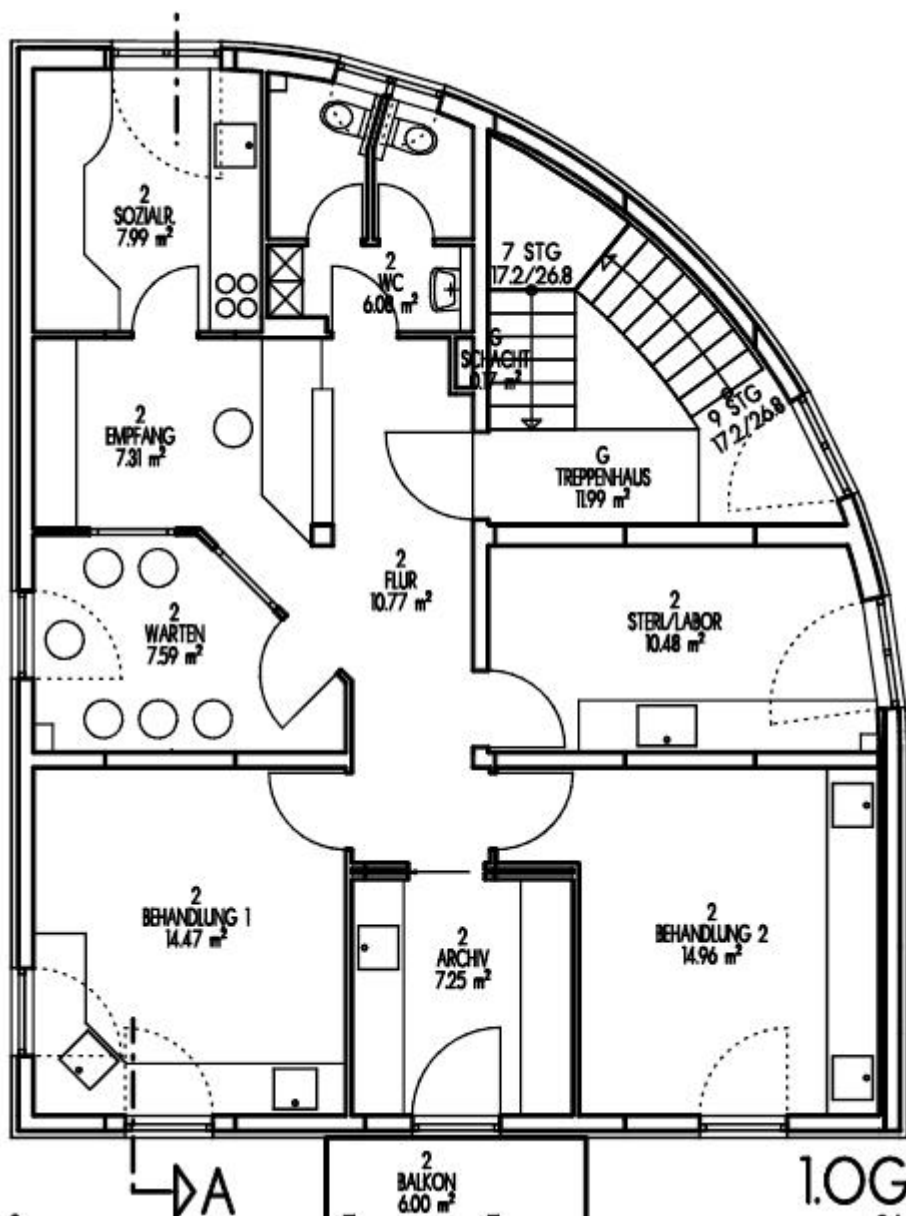 2
SOZIALR.
7.99 m²
2
WC
6.08 m²
7 STG
17.2/26.8
G
SCHACHT
0.17 m²
9 STG
17.2/26.8
2
EMPFANG
7.31 m²
G
TREPPENHAUS
11.99 m²
2
FLUR
10.77 m²
2
WARTEN
7.59 m²
2
STERIL/LABOR
10.48 m²
2
BEHANDLUNG 1
14.47 m²
2
ARCHIV
7.25 m²
2
BEHANDLUNG 2
14.96 m²
A
2
BALKON
6.00 m²
1.OG